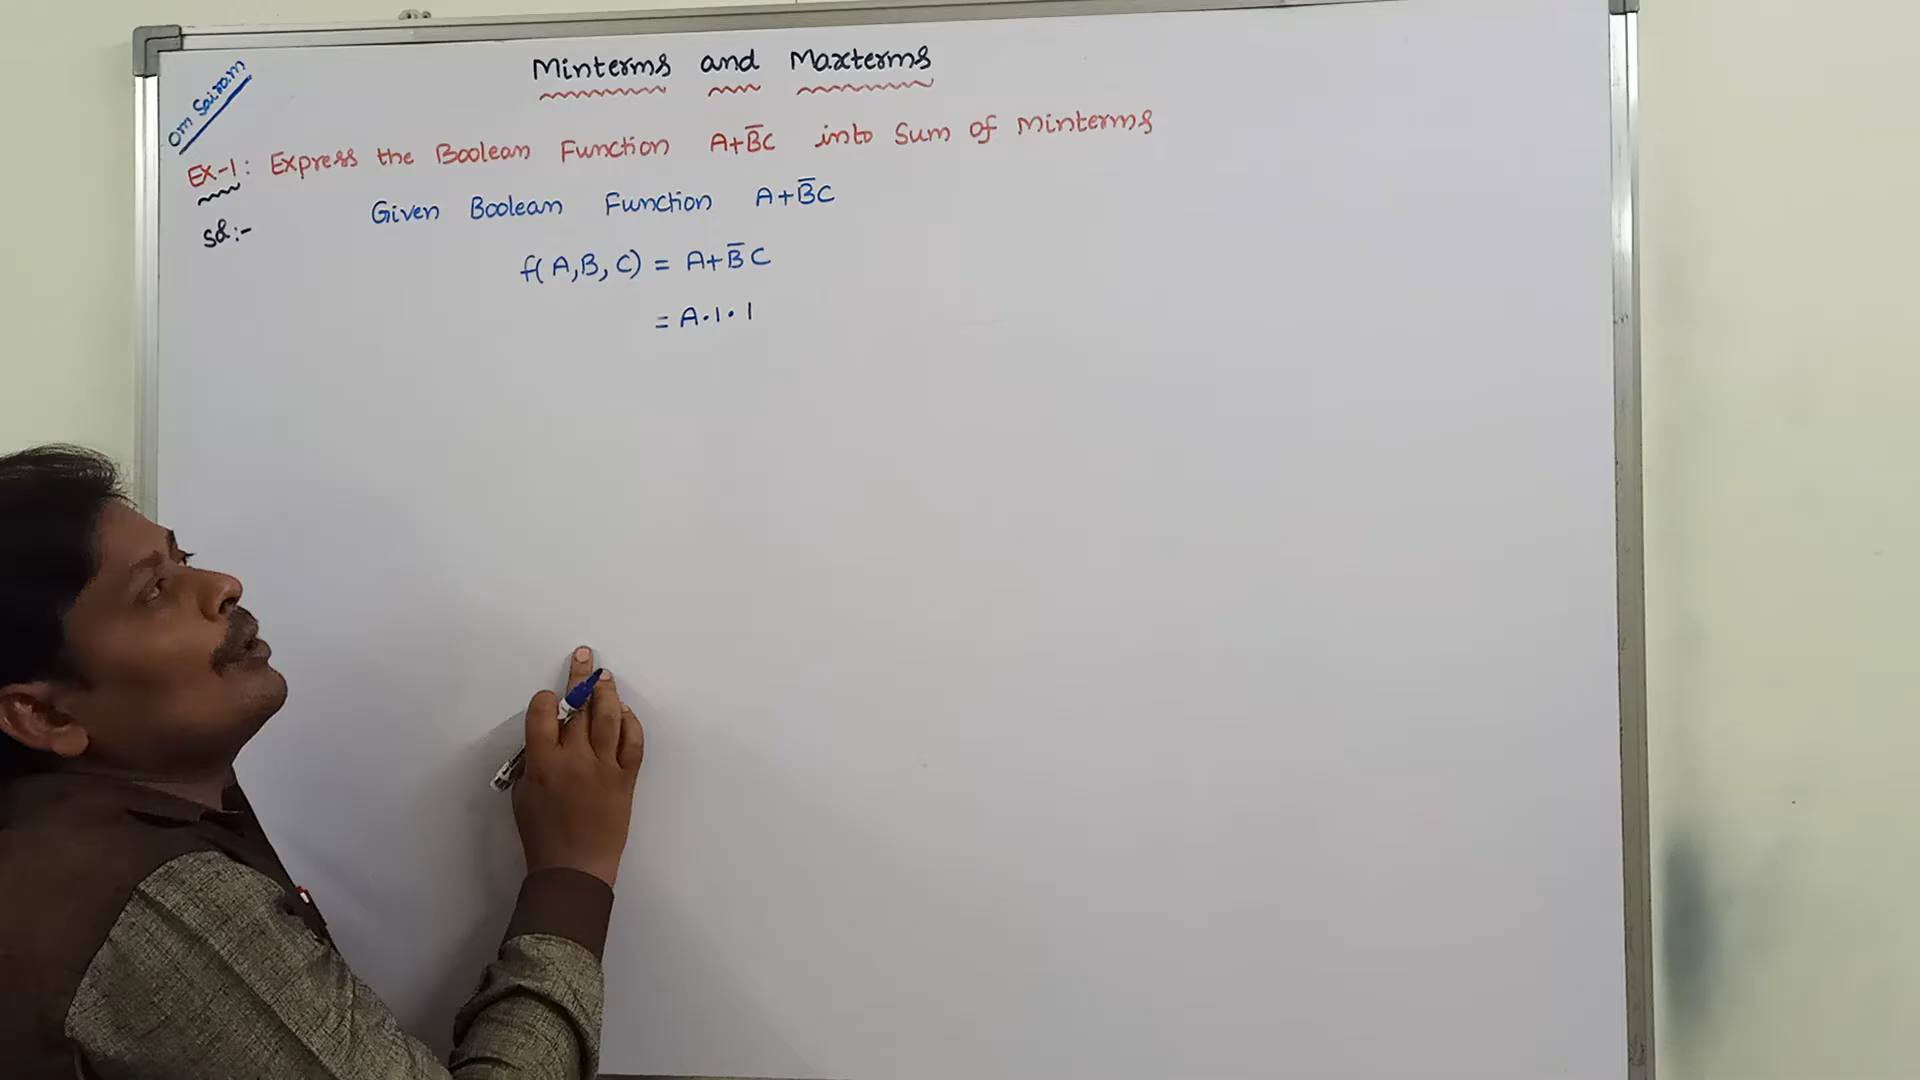 Minterms and Maxterms
Om Sairam
Ex-1: Express the Boolean Function A+B̅C into Sum of Minterms
Sol:- Given Boolean Function A+B̅C
f(A,B,C) = A+B̅C
= A·1·1